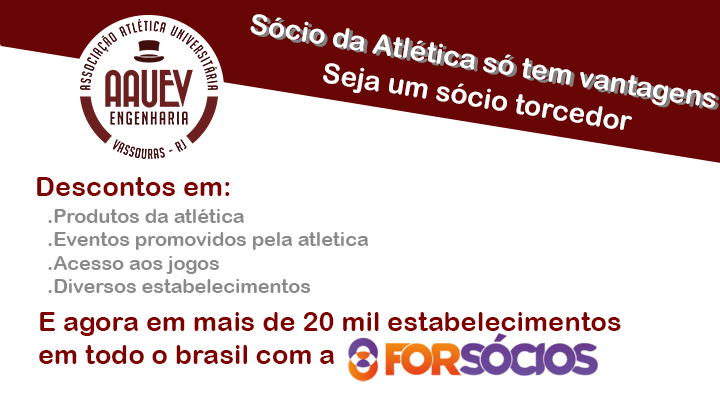 ASSOCIAÇÃO ATLÉTICA UNIVERSITÁRIA
AAUEV
ENGENHARIA
VASSOURAS - RJ
Sócio da Atlética só tem vantagens
Seja um sócio torcedor
Descontos em:
.Produtos da atlética
.Eventos promovidos pela atletica
.Acesso aos jogos
.Diversos estabelecimentos
E agora em mais de 20 mil estabelecimentos
em todo o brasil com a FORSÓCIOS